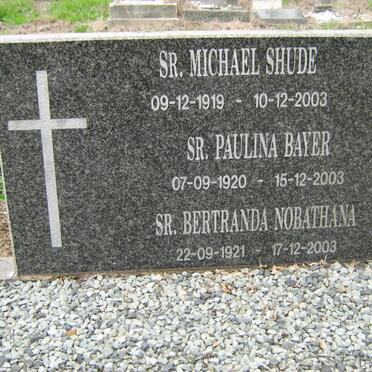 SR. MICHAEL SHUDE
09-12-1919 - 10-12-2003
SR. PAULINA BAYER
07-09-1920 - 15-12-2003
SR. BERTRANDA NOBATHANA
22-09-1921 - 17-12-2003